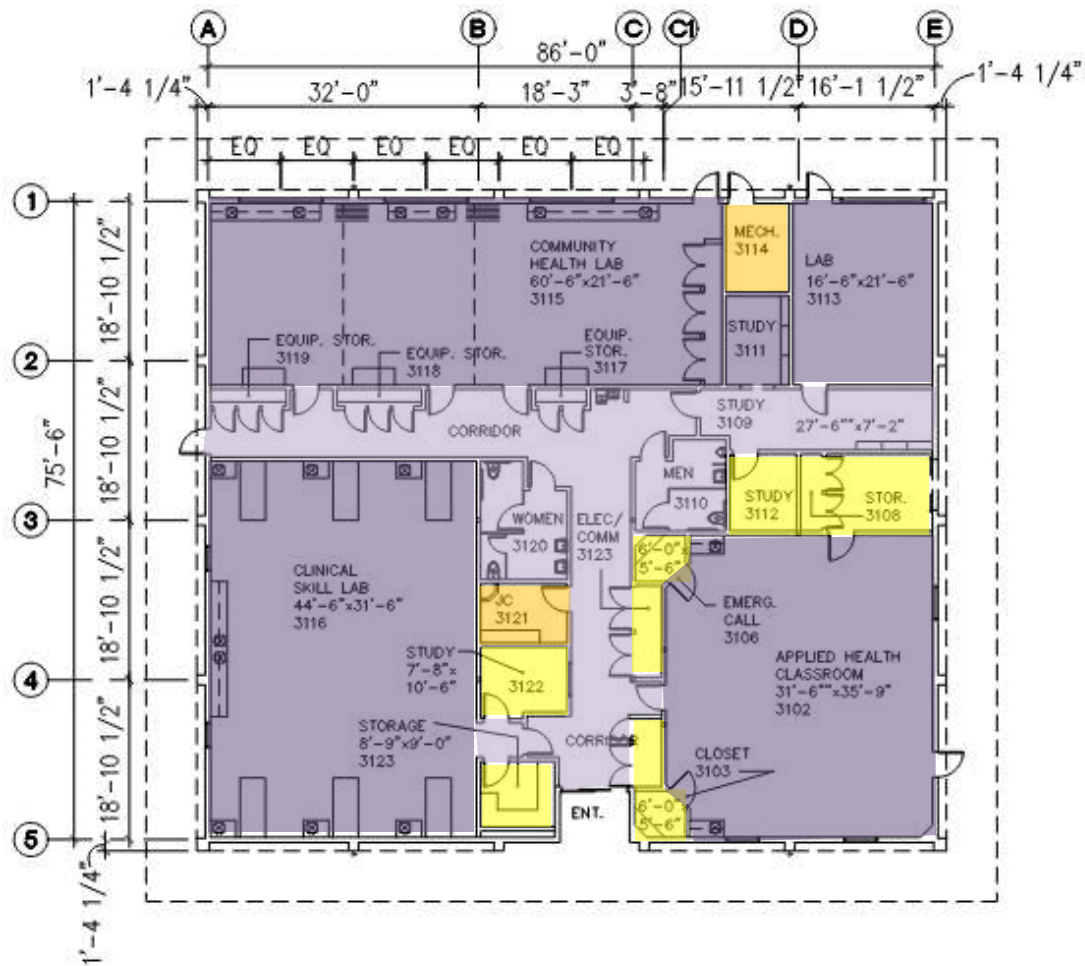 A
B
C
C1
D
E
86'-0"
1'-4 1/4"
32'-0"
18'-3"
3'-8"
15'-11 1/2"
16'-1 1/2"
1'-4 1/4"
EQ
EQ
EQ
EQ
EQ
EQ
1
2
3
4
5
75'-6"
18'-10 1/2"
18'-10 1/2"
18'-10 1/2"
18'-10 1/2"
1'-4 1/4"
COMMUNITY
HEALTH LAB
60'-6"x21'-6"
3115
MECH.
3114
LAB
16'-6"x21'-6"
3113
STUDY
3111
EQUIP. STOR.
3119
EQUIP. STOR.
3118
EQUIP.
STOR.
3117
CORRIDOR
STUDY
3109
27'-6""x7'-2"
MEN
3110
STUDY
3112
STOR.
3108
WOMEN
3120
ELEC/
COMM
3123
6'-0"x
5'-6"
CLINICAL
SKILL LAB
44'-6"x31'-6"
3116
JC
3121
EMERG.
CALL
3106
STUDY
7'-8"x
10'-6"
3122
APPLIED HEALTH
CLASSROOM
31'-6""x35'-9"
3102
STORAGE
8'-9"x9'-0"
3123
CORRIDOR
CLOSET
3103
6'-0"x
5'-6"
ENT.